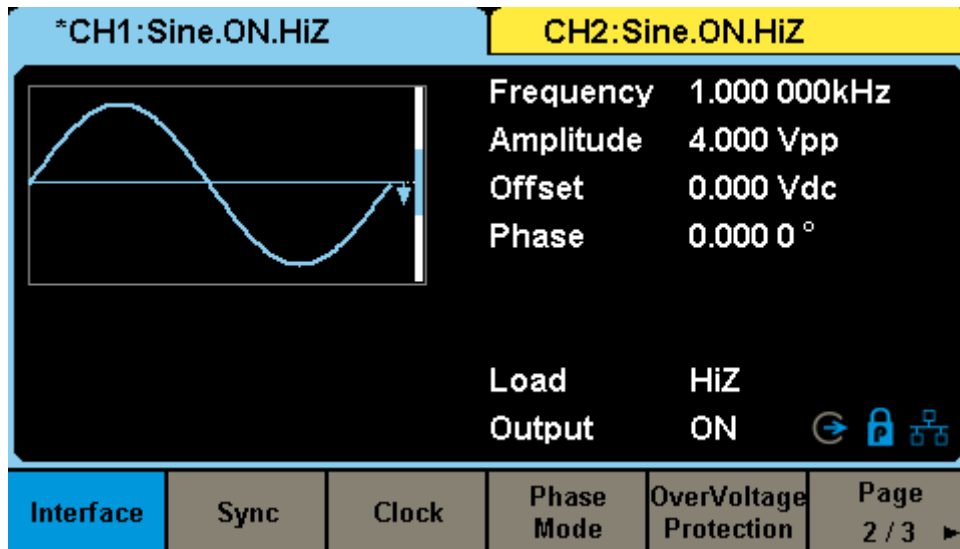 *CH1:Sine.ON.HiZ
CH2:Sine.ON.HiZ
Frequency 1.000 000kHz
Amplitude 4.000 Vpp
Offset 0.000 Vdc
Phase 0.000 0 °
Load HiZ
Output ON
P
Interface
Sync
Clock
Phase
Mode
OverVoltage
Protection
Page
2 / 3 ►